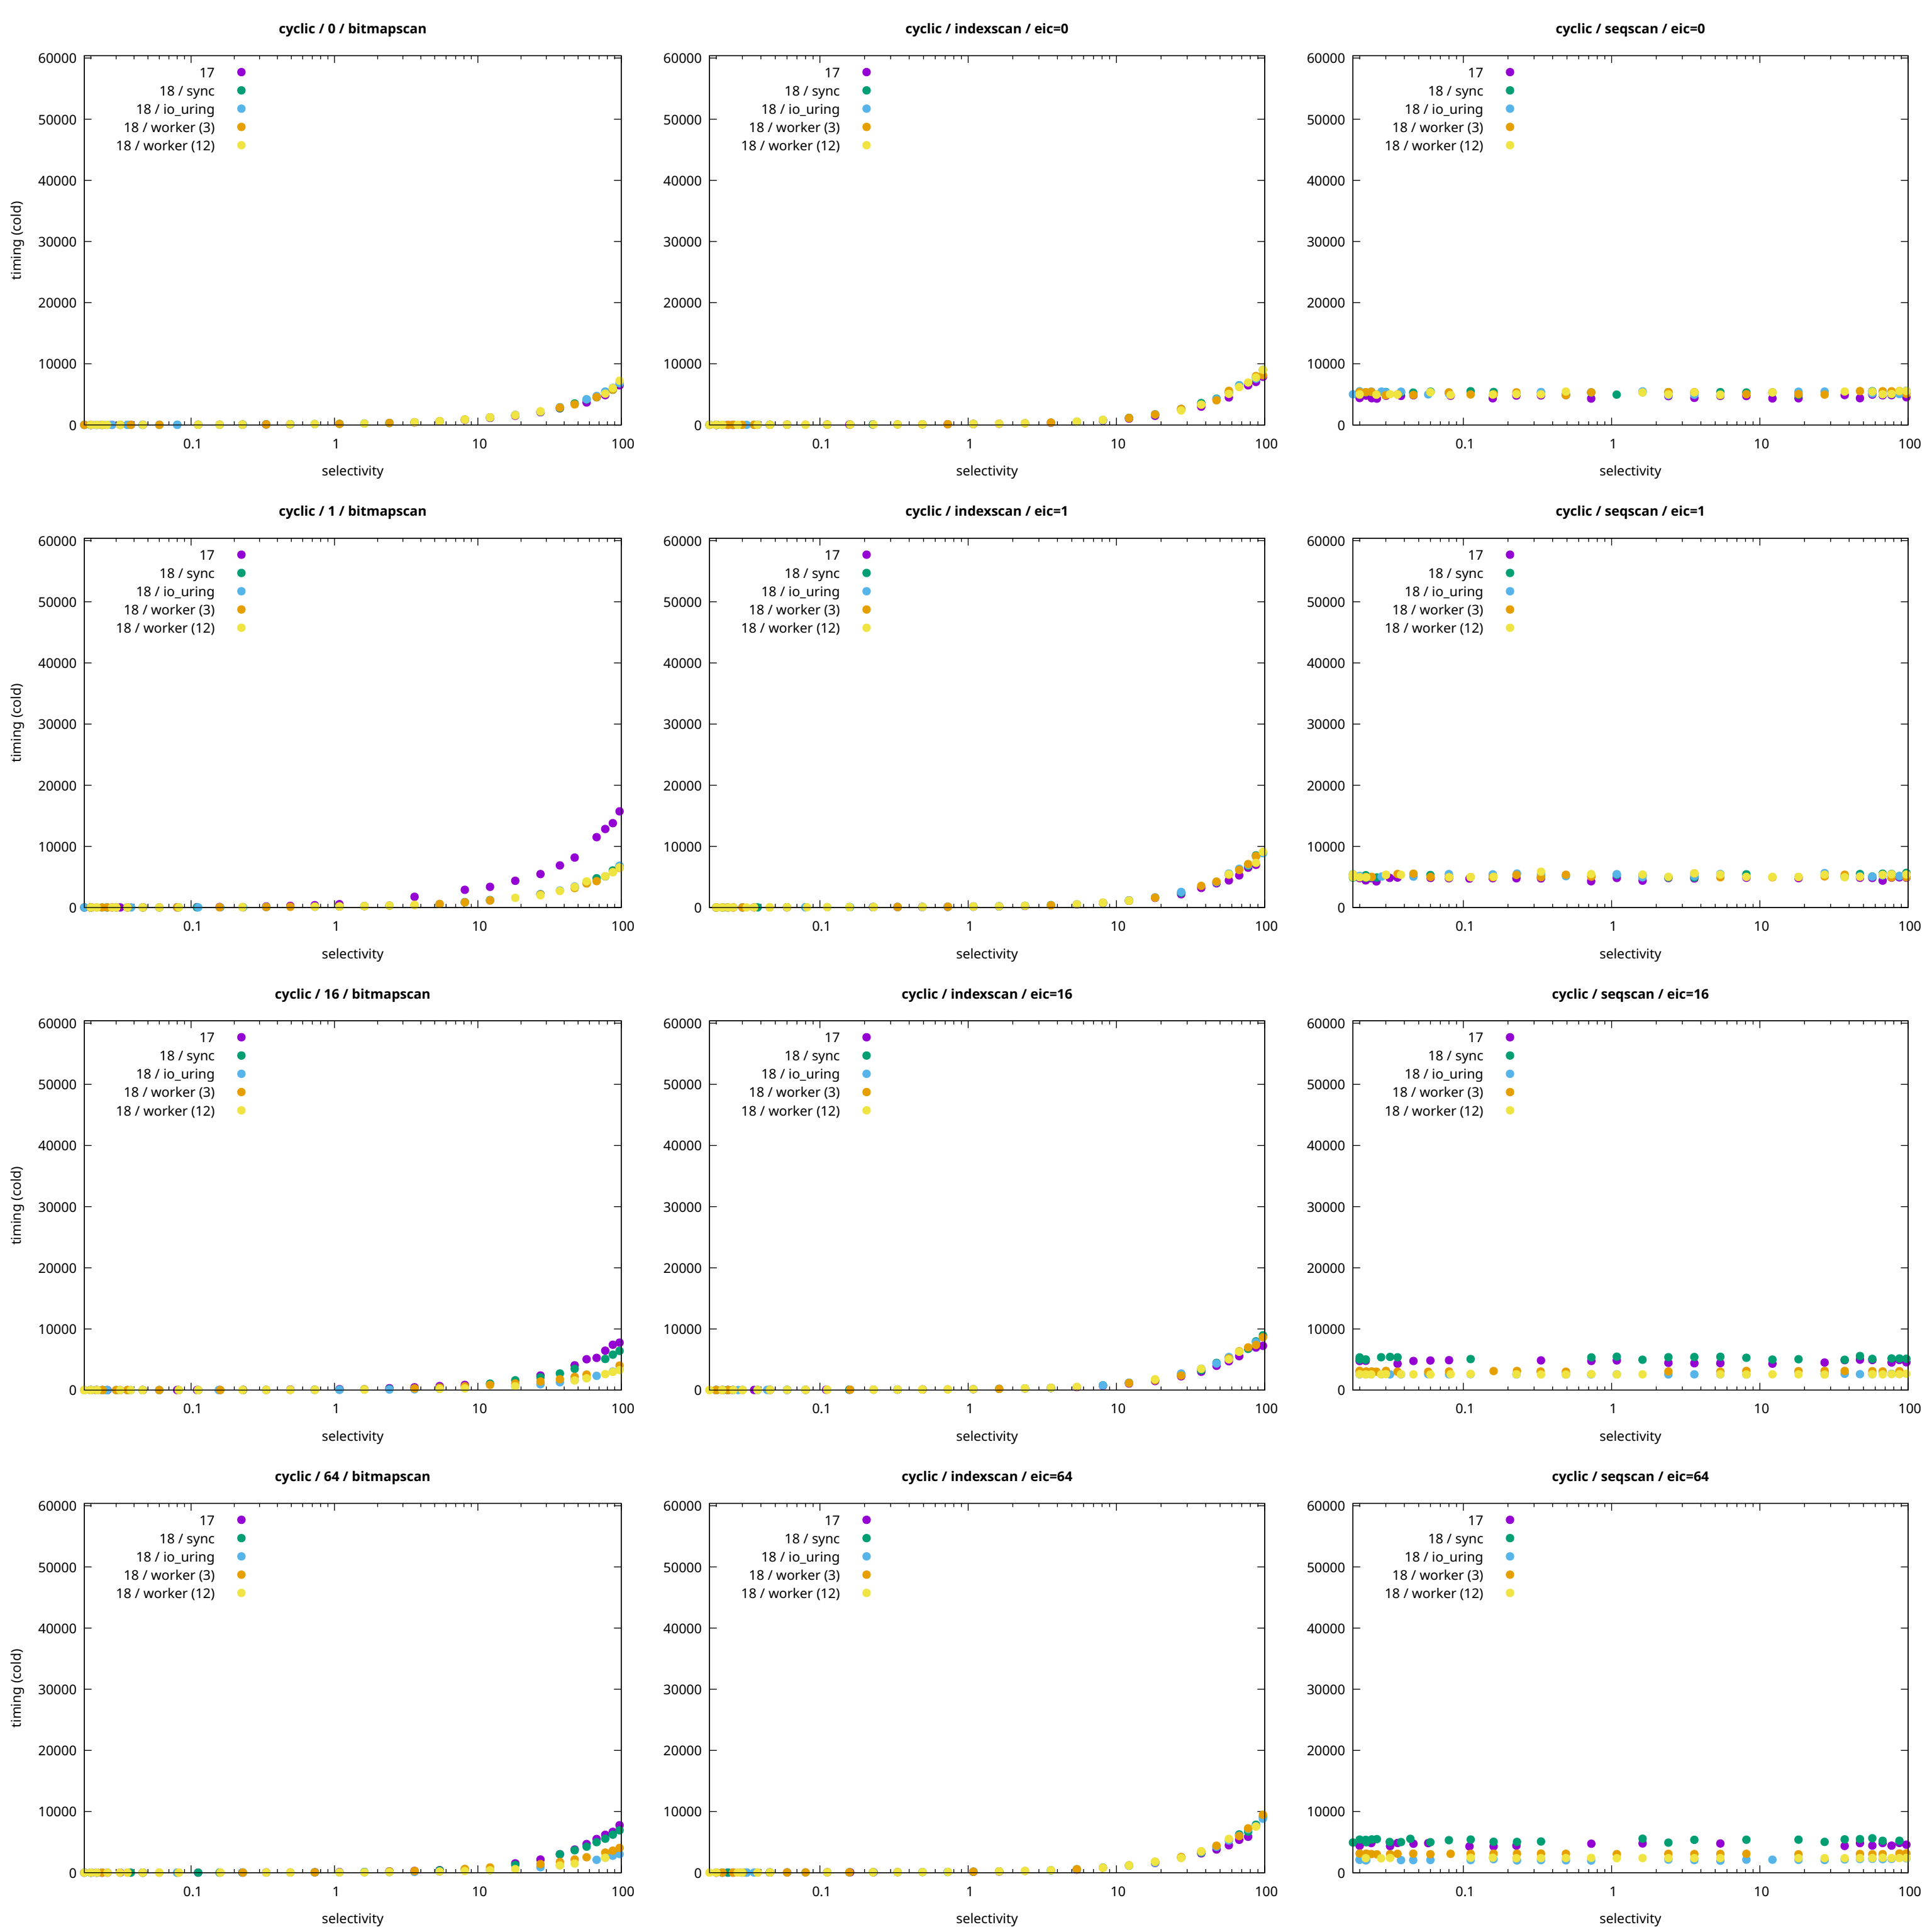 cyclic / 0 / bitmapscan
timing (cold)
60000
50000
40000
30000
20000
10000
0
17
18 / sync
18 / io_uring
18 / worker (3)
18 / worker (12)
0.1 1 10 100
selectivity
cyclic / indexscan / eic=0
60000
50000
40000
30000
20000
10000
0
17
18 / sync
18 / io_uring
18 / worker (3)
18 / worker (12)
0.1 1 10 100
selectivity
cyclic / seqscan / eic=0
60000
50000
40000
30000
20000
10000
0
17
18 / sync
18 / io_uring
18 / worker (3)
18 / worker (12)
0.1 1 10 100
selectivity
cyclic / 1 / bitmapscan
timing (cold)
60000
50000
40000
30000
20000
10000
0
17
18 / sync
18 / io_uring
18 / worker (3)
18 / worker (12)
0.1 1 10 100
selectivity
cyclic / indexscan / eic=1
60000
50000
40000
30000
20000
10000
0
17
18 / sync
18 / io_uring
18 / worker (3)
18 / worker (12)
0.1 1 10 100
selectivity
cyclic / seqscan / eic=1
60000
50000
40000
30000
20000
10000
0
17
18 / sync
18 / io_uring
18 / worker (3)
18 / worker (12)
0.1 1 10 100
selectivity
cyclic / 16 / bitmapscan
timing (cold)
60000
50000
40000
30000
20000
10000
0
17
18 / sync
18 / io_uring
18 / worker (3)
18 / worker (12)
0.1 1 10 100
selectivity
cyclic / indexscan / eic=16
60000
50000
40000
30000
20000
10000
0
17
18 / sync
18 / io_uring
18 / worker (3)
18 / worker (12)
0.1 1 10 100
selectivity
cyclic / seqscan / eic=16
60000
50000
40000
30000
20000
10000
0
17
18 / sync
18 / io_uring
18 / worker (3)
18 / worker (12)
0.1 1 10 100
selectivity
cyclic / 64 / bitmapscan
timing (cold)
60000
50000
40000
30000
20000
10000
0
17
18 / sync
18 / io_uring
18 / worker (3)
18 / worker (12)
0.1 1 10 100
selectivity
cyclic / indexscan / eic=64
60000
50000
40000
30000
20000
10000
0
17
18 / sync
18 / io_uring
18 / worker (3)
18 / worker (12)
0.1 1 10 100
selectivity
cyclic / seqscan / eic=64
60000
50000
40000
30000
20000
10000
0
17
18 / sync
18 / io_uring
18 / worker (3)
18 / worker (12)
0.1 1 10 100
selectivity